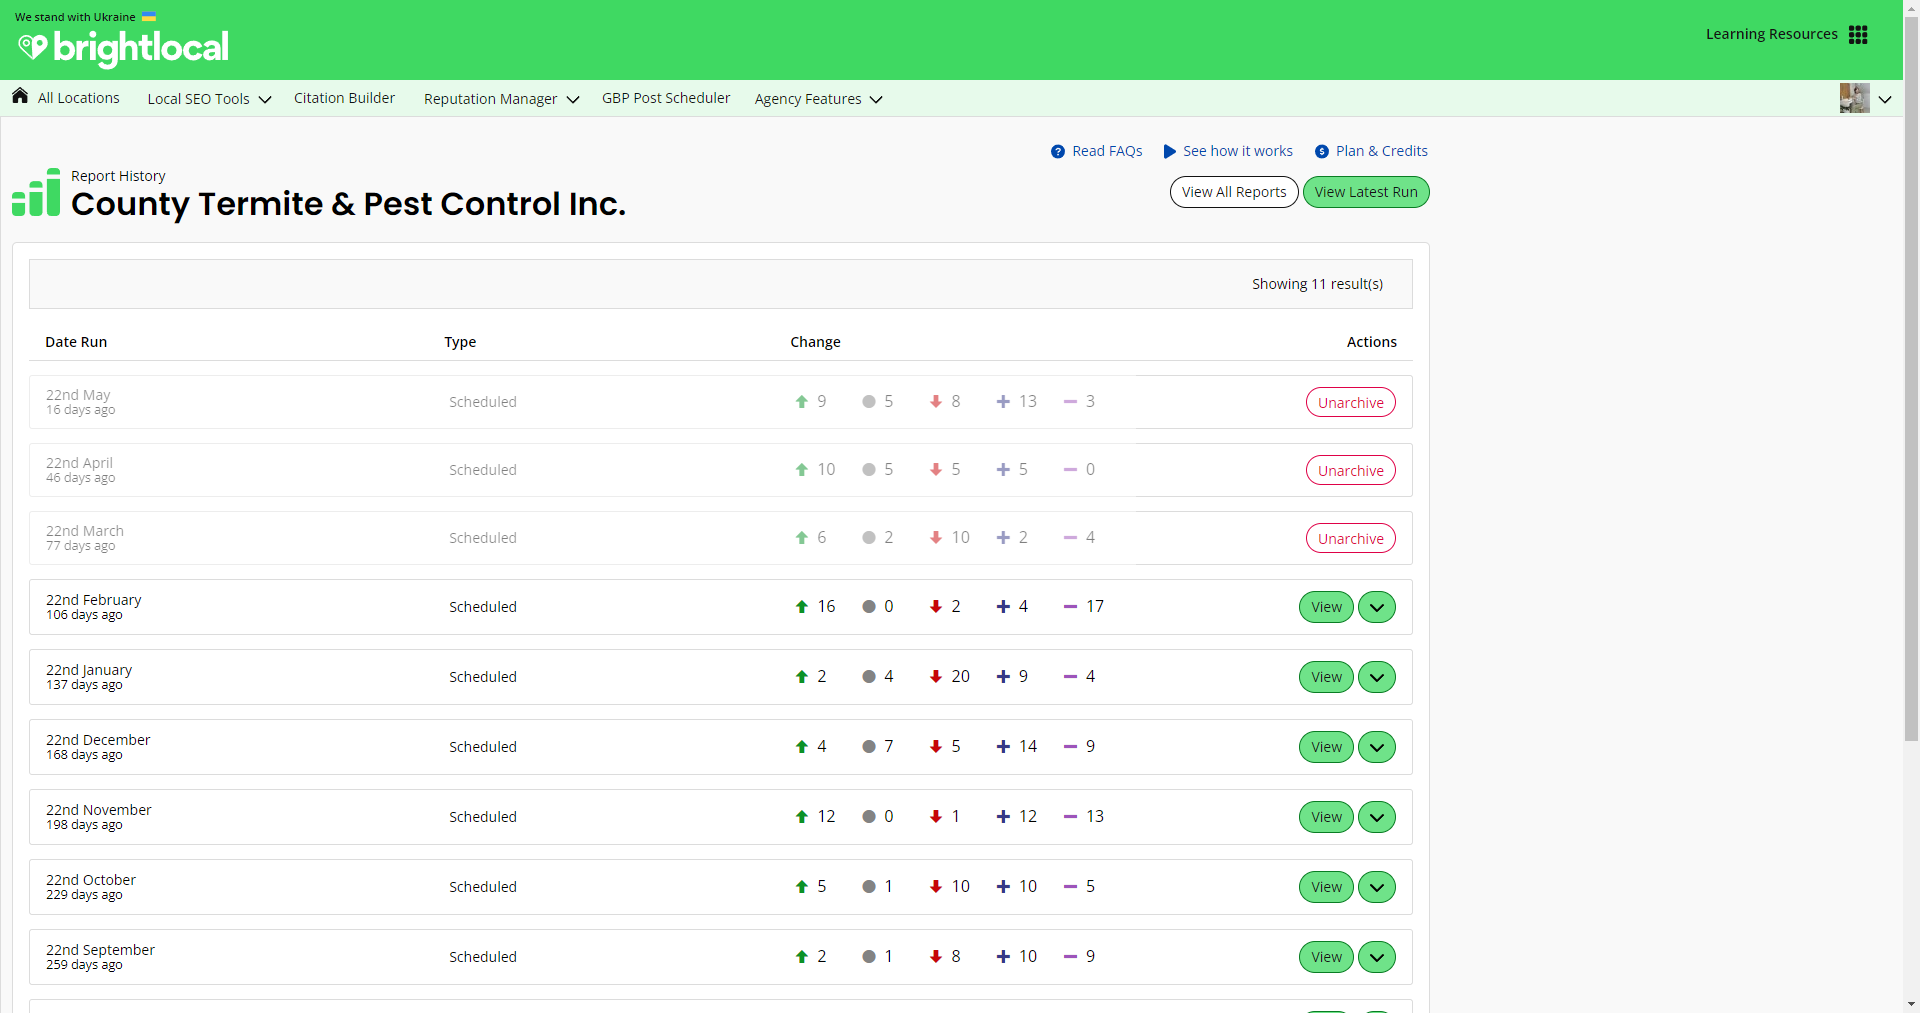 We stand with Ukraine
brightlocal
Learning Resources
All Locations Local SEO Tools Citation Builder Reputation Manager GBP Post Scheduler Agency Features
Read FAQs See how it works Plan & Credits
Report History
County Termite & Pest Control Inc.
View All Reports View Latest Run
Showing 11 result(s)
Date Run Type Change Actions
22nd May
16 days ago
Scheduled 9 5 8 13 3 Unarchive
22nd April
46 days ago
Scheduled 10 5 5 5 0 Unarchive
22nd March
77 days ago
Scheduled 6 2 10 2 4 Unarchive
22nd February
106 days ago
Scheduled 16 0 2 4 17 View
22nd January
137 days ago
Scheduled 2 4 20 9 4 View
22nd December
168 days ago
Scheduled 4 7 5 14 9 View
22nd November
198 days ago
Scheduled 12 0 1 12 13 View
22nd October
229 days ago
Scheduled 5 1 10 10 5 View
22nd September
259 days ago
Scheduled 2 1 8 10 9 View